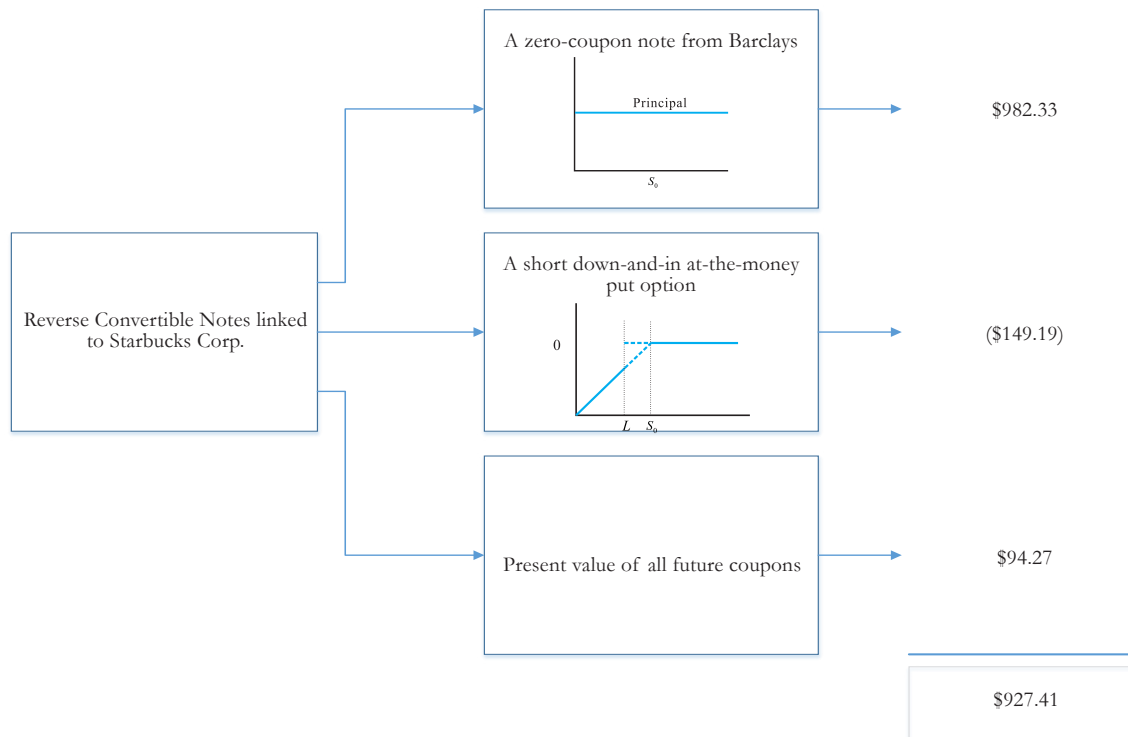 A zero-coupon note from Barclays
Principal
S₀
$982.33
Reverse Convertible Notes linked
to Starbucks Corp.
A short down-and-in at-the-money
put option
0
L S₀
($149.19)
Present value of all future coupons
$94.27
$927.41